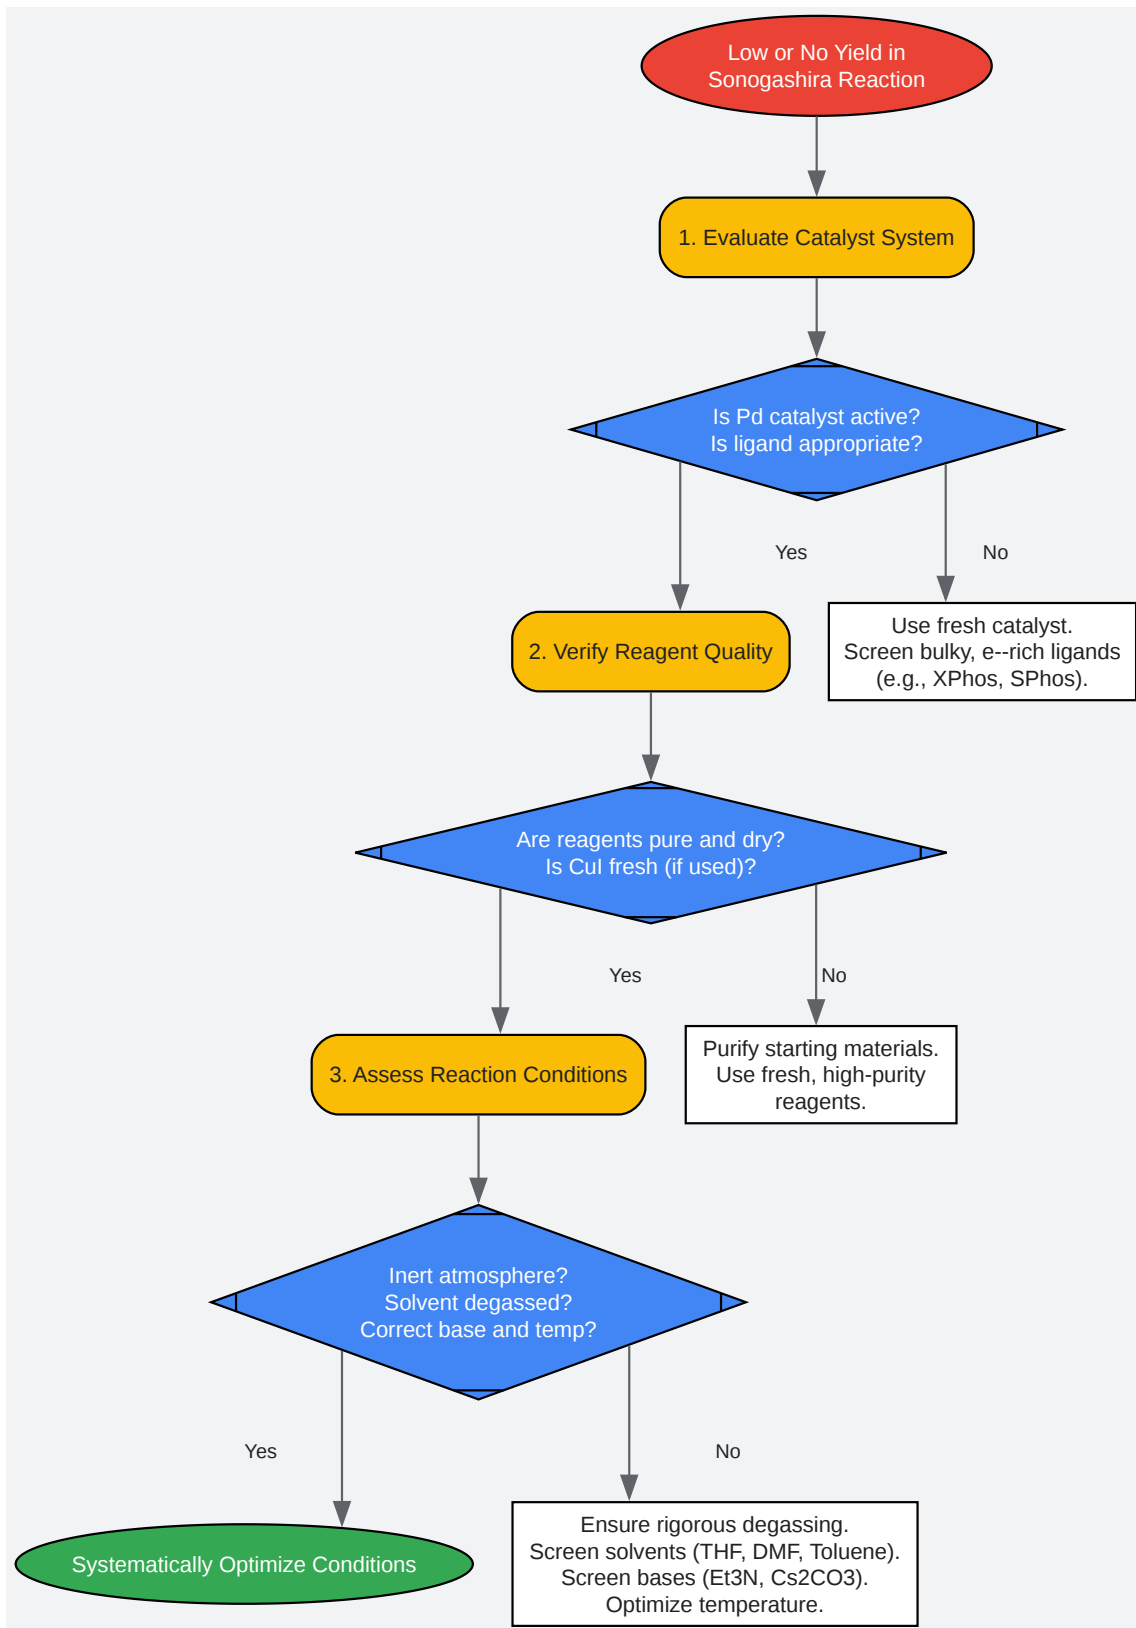 Low or No Yield in
Sonogashira Reaction
1. Evaluate Catalyst System
Is Pd catalyst active?
Is ligand appropriate?
Yes
No
2. Verify Reagent Quality
Use fresh catalyst.
Screen bulky, e--rich ligands
(e.g., XPhos, SPhos).
Are reagents pure and dry?
Is CuI fresh (if used)?
Yes
No
3. Assess Reaction Conditions
Purify starting materials.
Use fresh, high-purity
reagents.
Inert atmosphere?
Solvent degassed?
Correct base and temp?
Yes
No
Systematically Optimize Conditions
Ensure rigorous degassing.
Screen solvents (THF, DMF, Toluene).
Screen bases (Et3N, Cs2CO3).
Optimize temperature.